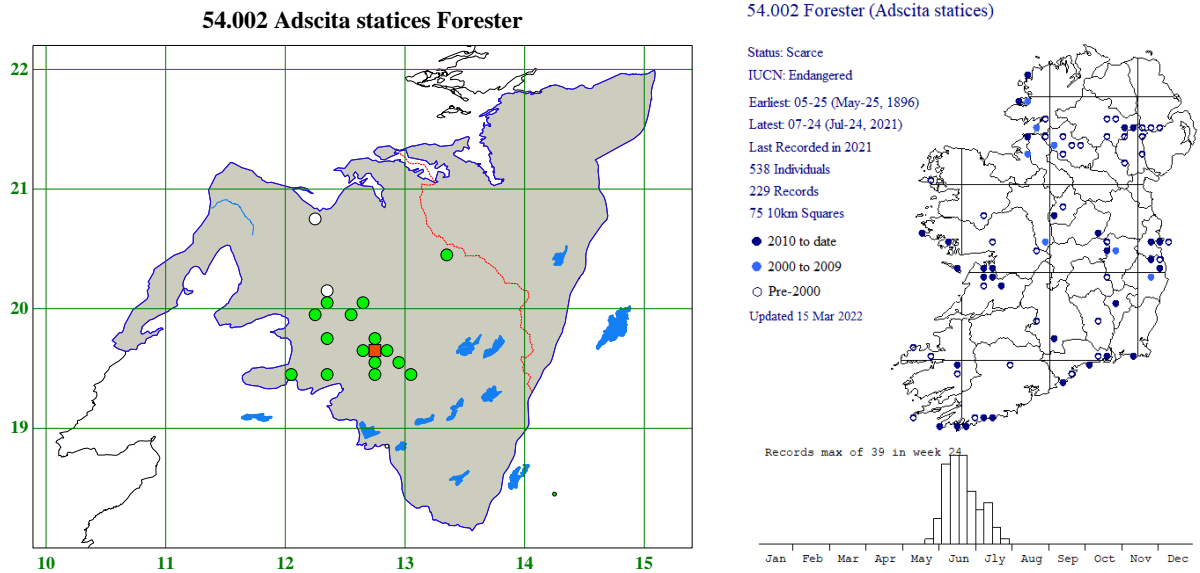 54.002 Adscita statices Forester
22
21
20
19
10 11 12 13 14 15
54.002 Forester (Adscita statices)
Status: Scarce
IUCN: Endangered
Earliest: 05-25 (May-25, 1896)
Latest: 07-24 (Jul-24, 2021)
Last Recorded in 2021
538 Individuals
229 Records
75 10km Squares
2010 to date
2000 to 2009
Pre-2000
Updated 15 Mar 2022
Records max of 39 in week 24
Jan Feb Mar Apr May Jun Jly Aug Sep Oct Nov Dec